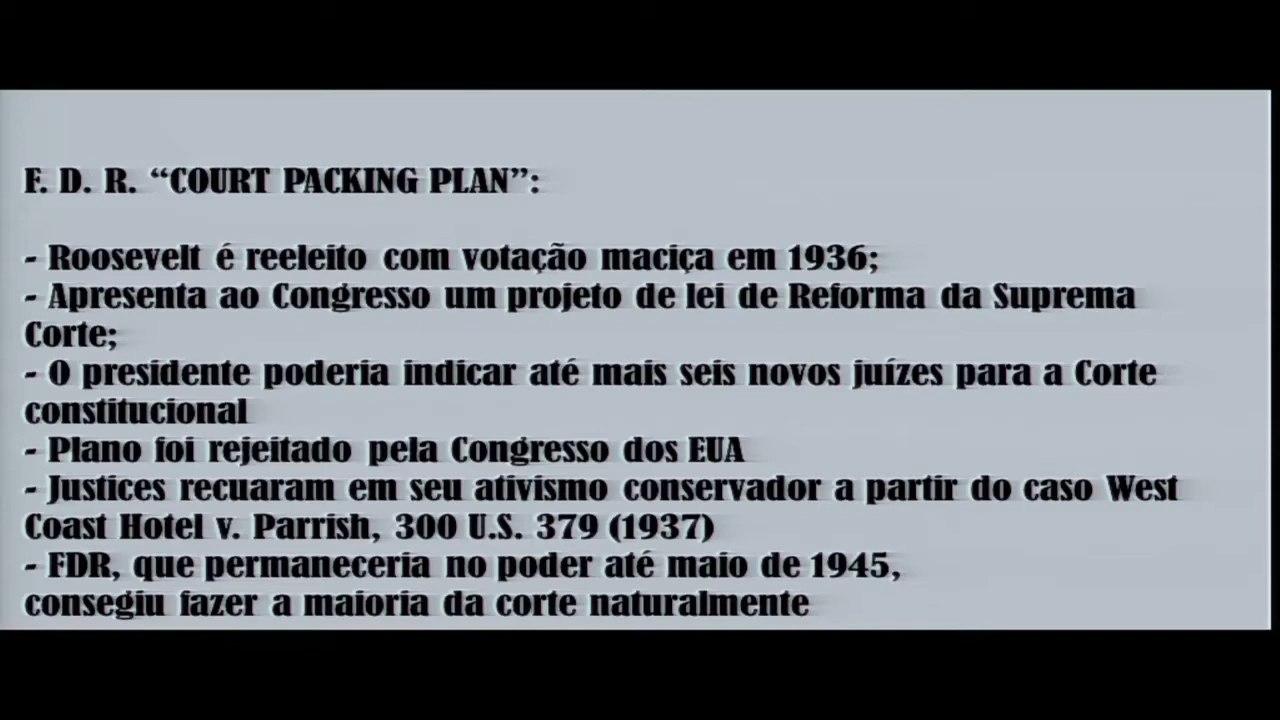 F. D. R. “COURT PACKING PLAN”:
- Roosevelt é reeleito com votação maciça em 1936;
- Apresenta ao Congresso um projeto de lei de Reforma da Suprema
Corte;
- O presidente poderia indicar até mais seis novos juízes para a Corte
constitucional
- Plano foi rejeitado pela Congresso dos EUA
- Justices recuaram em seu ativismo conservador a partir do caso West
Coast Hotel v. Parrish, 300 U.S. 379 (1937)
- FDR, que permaneceria no poder até maio de 1945,
consegiu fazer a maioria da corte naturalmente